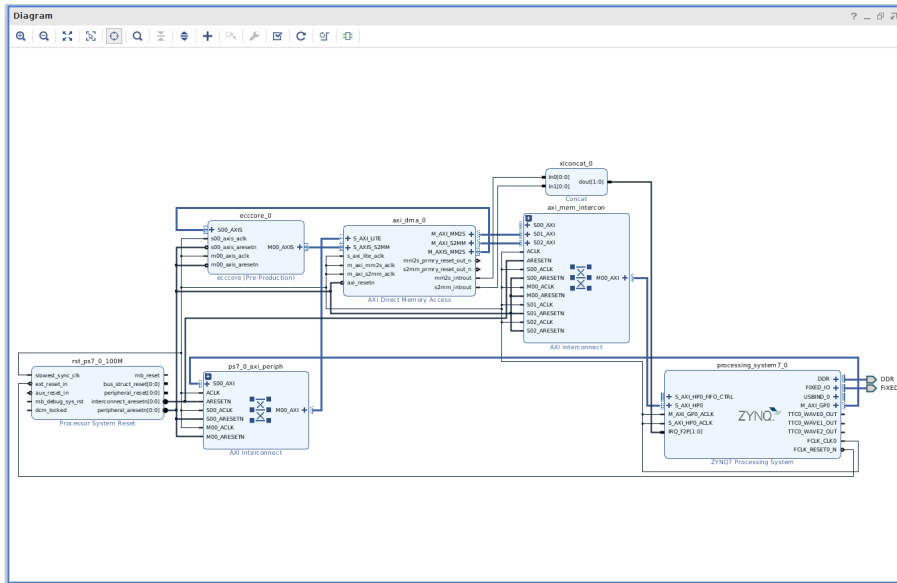 Diagram
xlconcat_0
In0[0:0]
In1[0:0]
dout[1:0]
Concat
axi_mem_intercon
S00_AXI
S01_AXI
S02_AXI
ACLK
ARESETN
S00_ACLK
S00_ARESETN
M00_ACLK
M00_ARESETN
S01_ACLK
S01_ARESETN
S02_ACLK
S02_ARESETN
M00_AXI
AXI Interconnect
ecccore_0
S00_AXIS
s00_axis_aclk
s00_axis_aresetn
m00_axis_aclk
m00_axis_aresetn
M00_AXIS
ecccore (Pre-Production)
axi_dma_0
S_AXI_LITE
S_AXIS_S2MM
s_axi_lite_aclk
m_axi_mm2s_aclk
m_axi_s2mm_aclk
axi_resetn
M_AXI_MM2S
M_AXI_S2MM
M_AXIS_MM2S
mm2s_prmry_reset_out_n
s2mm_prmry_reset_out_n
mm2s_introut
s2mm_introut
AXI Direct Memory Access
rst_ps7_0_100M
slowest_sync_clk
ext_reset_in
aux_reset_in
mb_debug_sys_rst
dcm_locked
mb_reset
bus_struct_reset[0:0]
peripheral_reset[0:0]
interconnect_aresetn[0:0]
peripheral_aresetn[0:0]
Processor System Reset
ps7_0_axi_periph
S00_AXI
ACLK
ARESETN
S00_ACLK
S00_ARESETN
M00_ACLK
M00_ARESETN
M00_AXI
AXI Interconnect
processing_system7_0
S_AXI_HP0_FIFO_CTRL
S_AXI_HP0
M_AXI_GP0_ACLK
S_AXI_HP0_ACLK
IRQ_F2P[1:0]
ZYNQ
DDR
FIXED_IO
USBIND_0
M_AXI_GP0
TTC0_WAVE0_OUT
TTC0_WAVE1_OUT
TTC0_WAVE2_OUT
FCLK_CLK0
FCLK_RESET0_N
ZYNQ7 Processing System
DDR
FIXED